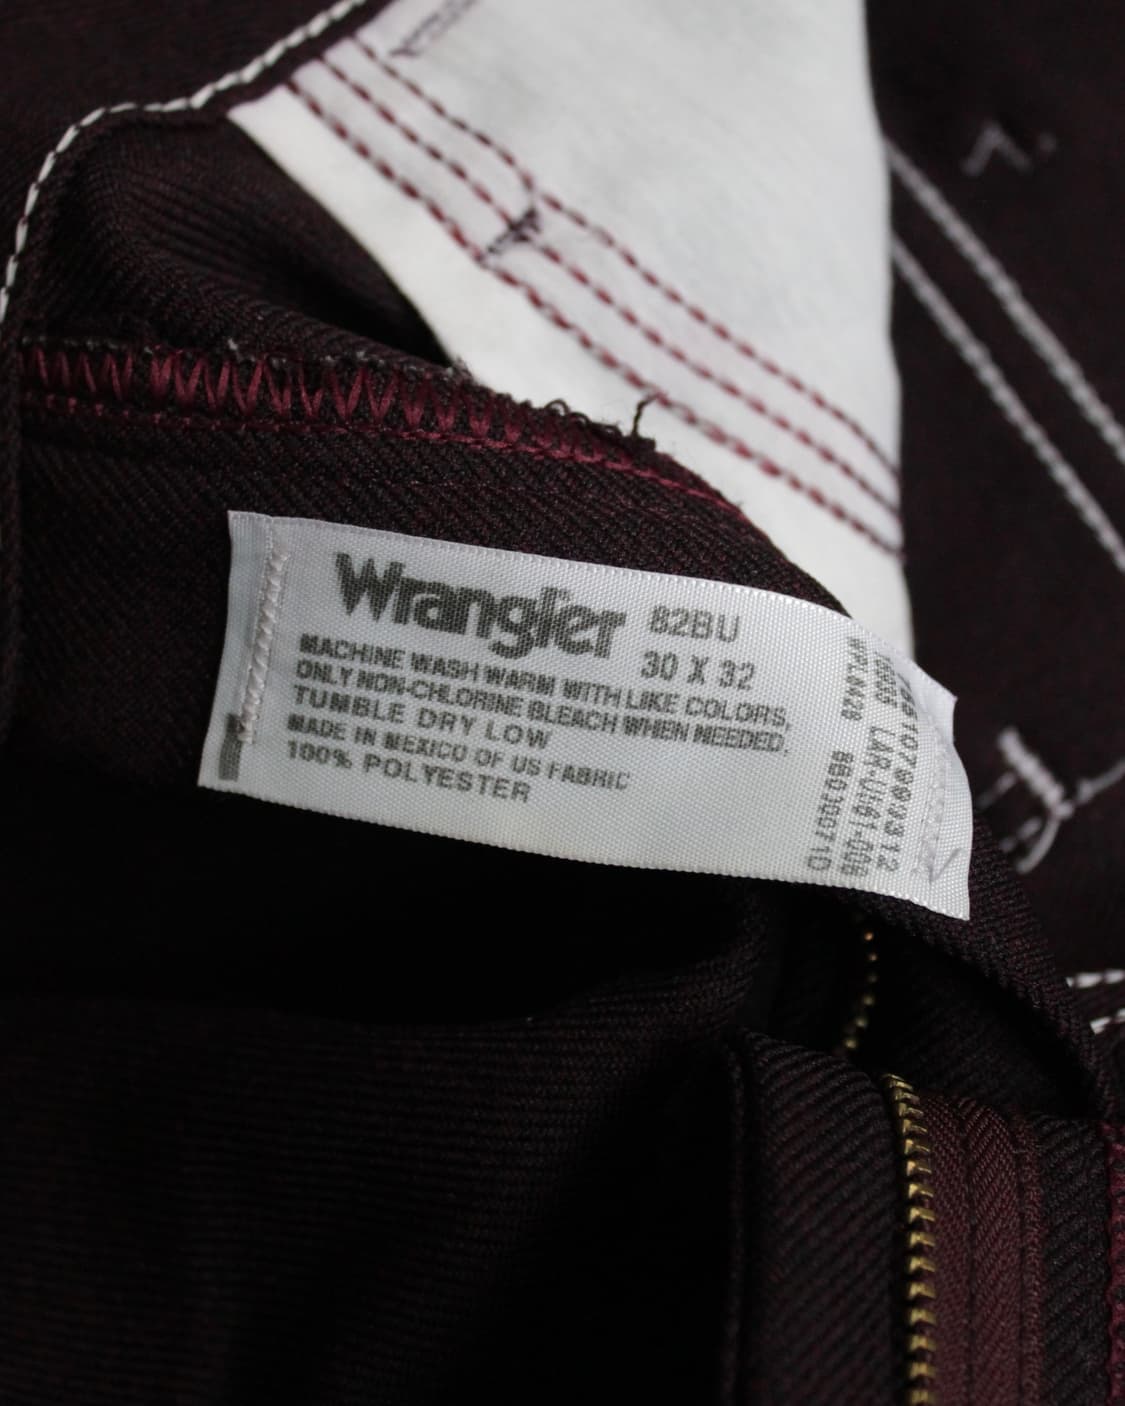 Wrangler 82BU
30 X 32
MACHINE WASH WARM WITH LIKE COLORS,
ONLY NON-CHLORINE BLEACH WHEN NEEDED.
TUMBLE DRY LOW
MADE IN MEXICO OF US FABRIC
100% POLYESTER